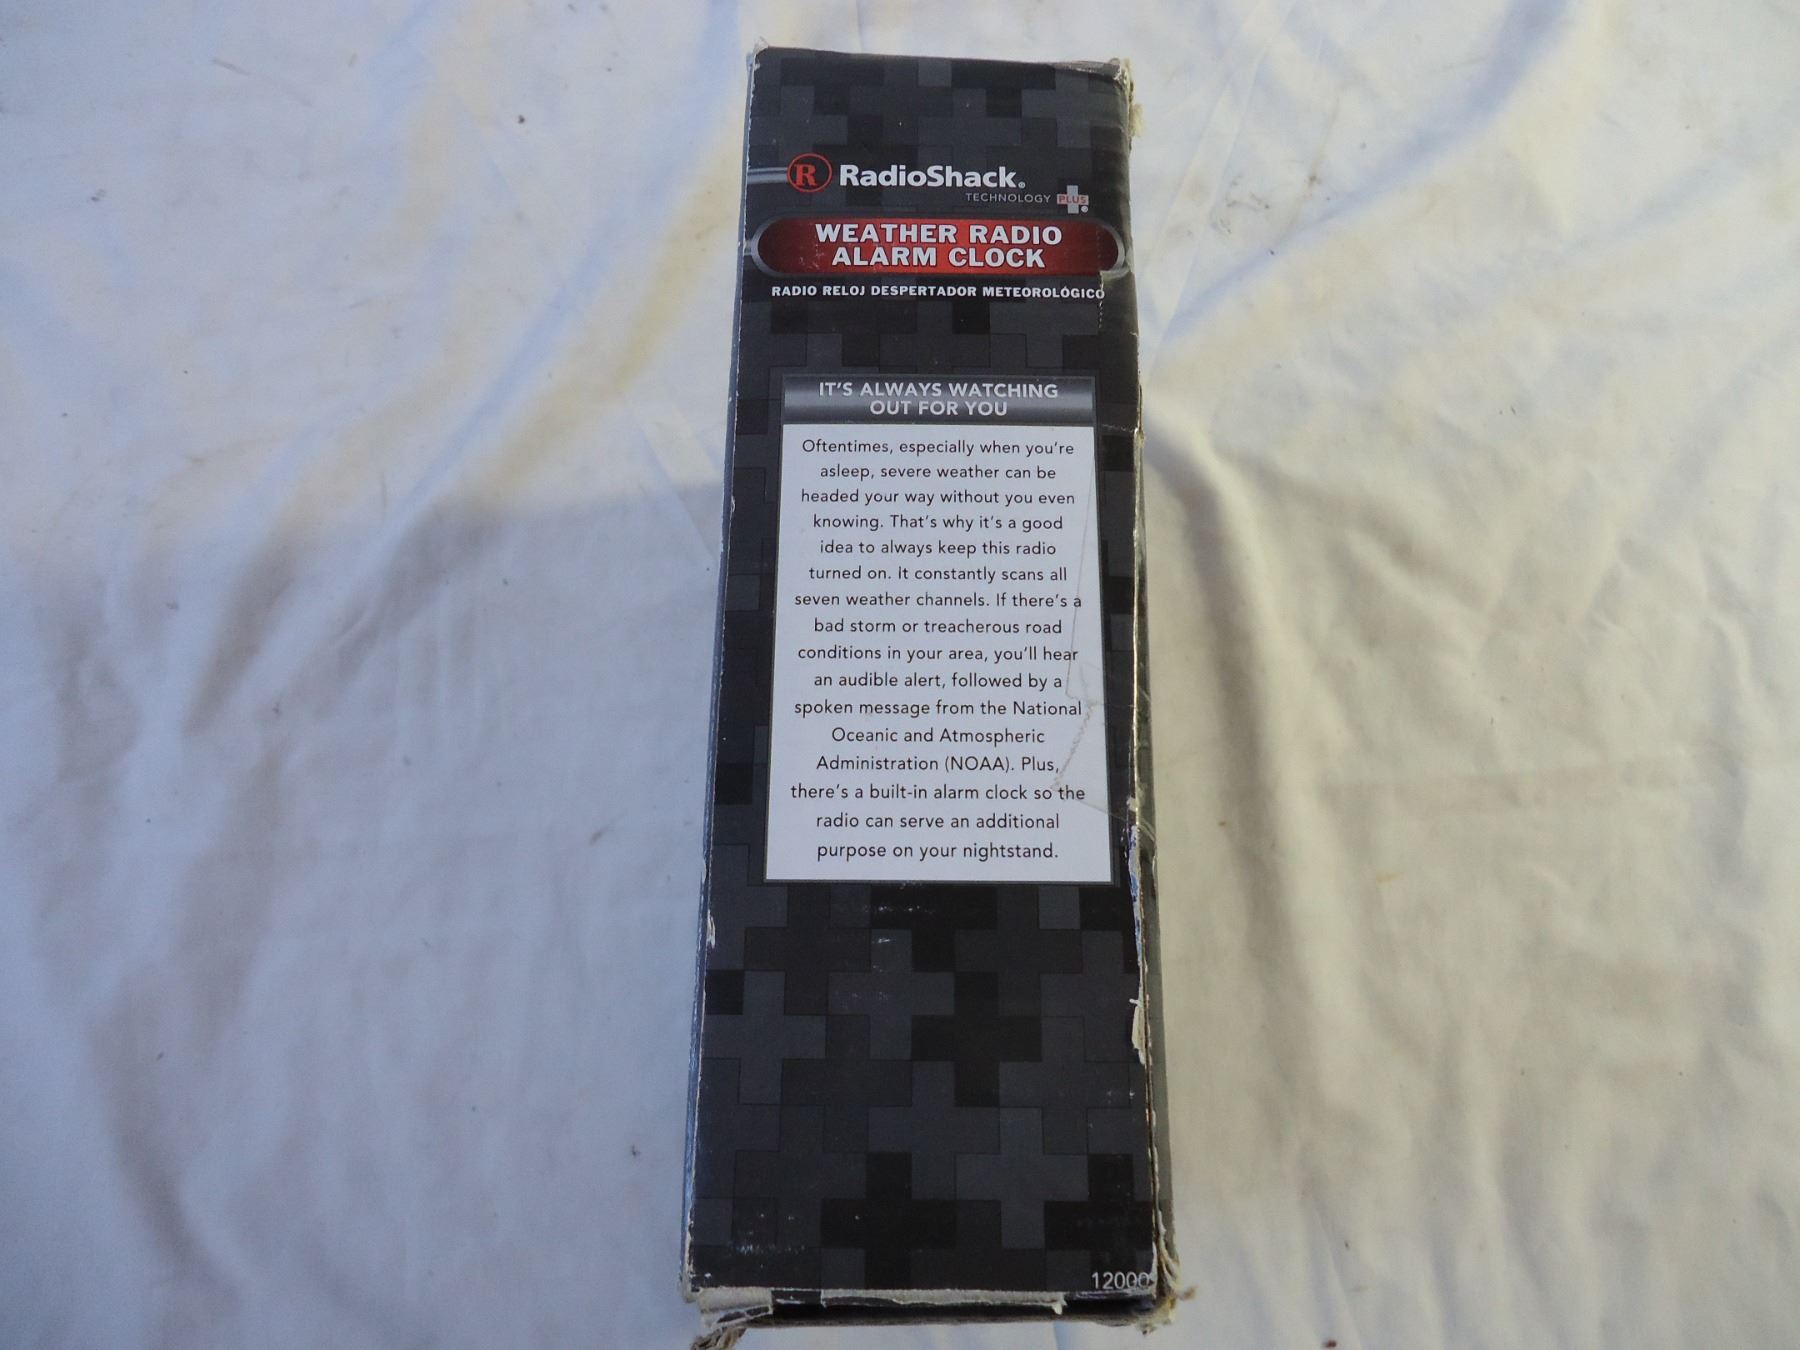 R RadioShack®
TECHNOLOGY PLUS
WEATHER RADIO
ALARM CLOCK
RADIO RELOJ DESPERTADOR METEOROLÓGICO
IT'S ALWAYS WATCHING
OUT FOR YOU
Oftentimes, especially when you're
asleep, severe weather can be
headed your way without you even
knowing. That's why it's a good
idea to always keep this radio
turned on. It constantly scans all
seven weather channels. If there's a
bad storm or treacherous road
conditions in your area, you'll hear
an audible alert, followed by a
spoken message from the National
Oceanic and Atmospheric
Administration (NOAA). Plus,
there's a built-in alarm clock so the
radio can serve an additional
purpose on your nightstand.